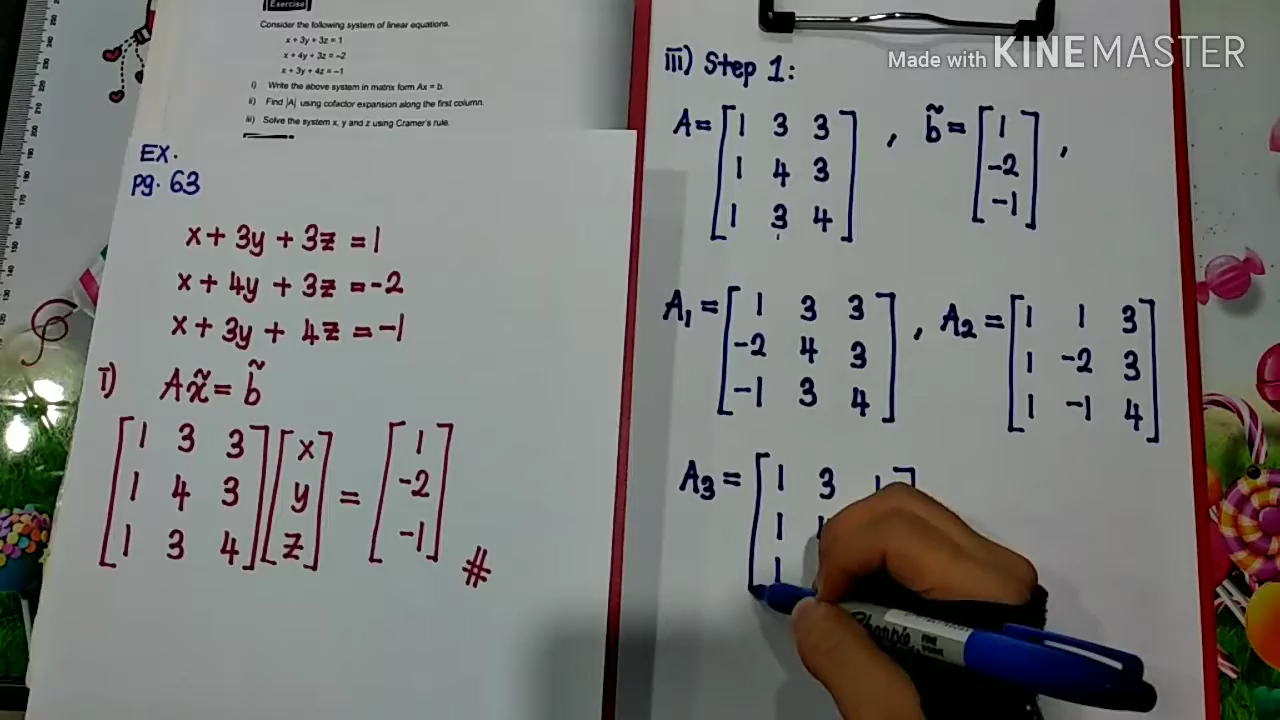 Exercise
Consider the following system of linear equations.
x + 3y + 3z = 1
x + 4y + 3z = -2
x + 3y + 4z = -1
i) Write the above system in matrix form Ax = b.
ii) Find |A| using cofactor expansion along the first column.
iii) Solve the system x, y and z using Cramer's rule.
EX.
pg. 63
x + 3y + 3z = 1
x + 4y + 3z = -2
x + 3y + 4z = -1
i) Ax̃ = b̃
[1 3 3] [x] [1]
[1 4 3] [y] = [-2]
[1 3 4] [z] [-1] #
Made with KINEMASTER
iii) Step 1:
A = [1 3 3] , b̃ = [1] ,
[1 4 3] [-2]
[1 3 4] [-1]
A1 = [1 3 3] , A2 = [1 1 3]
[-2 4 3] [1 -2 3]
[-1 3 4] [1 -1 4]
A3 = [1 3 1]
[1
[1
Sharpie